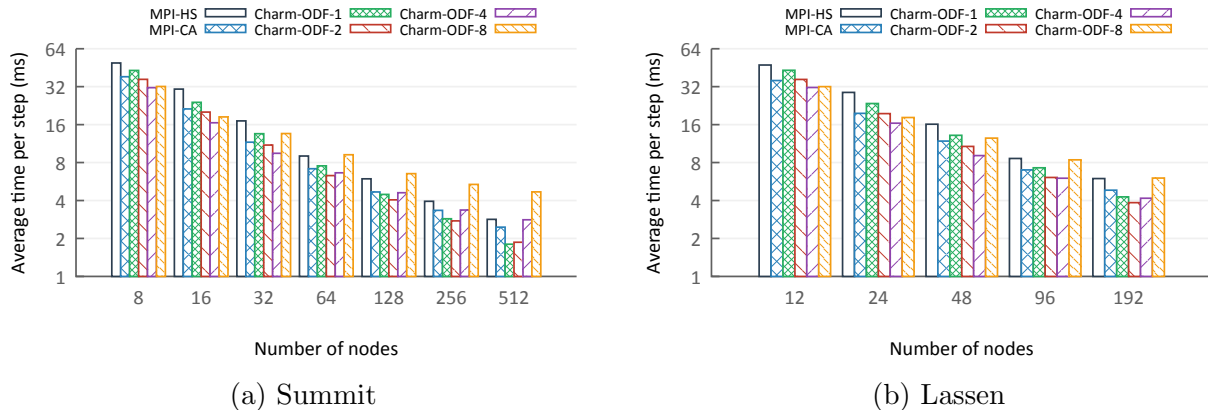 MPI-HS Charm-ODF-1 Charm-ODF-4
MPI-CA Charm-ODF-2 Charm-ODF-8
64
32
16
8
4
2
1
Average time per step (ms)
8 16 32 64 128 256 512
Number of nodes
(a) Summit
MPI-HS Charm-ODF-1 Charm-ODF-4
MPI-CA Charm-ODF-2 Charm-ODF-8
64
32
16
8
4
2
1
Average time per step (ms)
12 24 48 96 192
Number of nodes
(b) Lassen